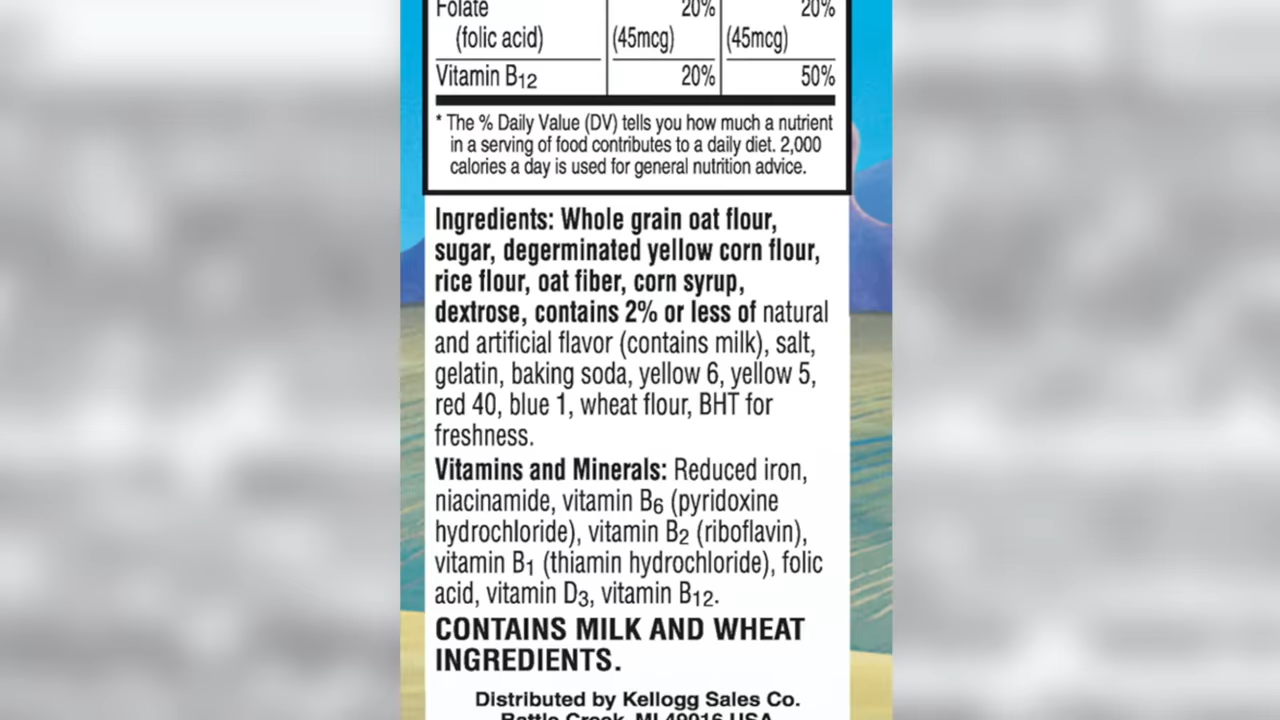 Folate 20% 20%
(folic acid) (45mcg) (45mcg)
Vitamin B12 20% 50%
* The % Daily Value (DV) tells you how much a nutrient
in a serving of food contributes to a daily diet. 2,000
calories a day is used for general nutrition advice.
Ingredients: Whole grain oat flour,
sugar, degerminated yellow corn flour,
rice flour, oat fiber, corn syrup,
dextrose, contains 2% or less of natural
and artificial flavor (contains milk), salt,
gelatin, baking soda, yellow 6, yellow 5,
red 40, blue 1, wheat flour, BHT for
freshness.
Vitamins and Minerals: Reduced iron,
niacinamide, vitamin B6 (pyridoxine
hydrochloride), vitamin B2 (riboflavin),
vitamin B1 (thiamin hydrochloride), folic
acid, vitamin D3, vitamin B12.
CONTAINS MILK AND WHEAT
INGREDIENTS.
Distributed by Kellogg Sales Co.
Battle Creek, MI 49016 USA